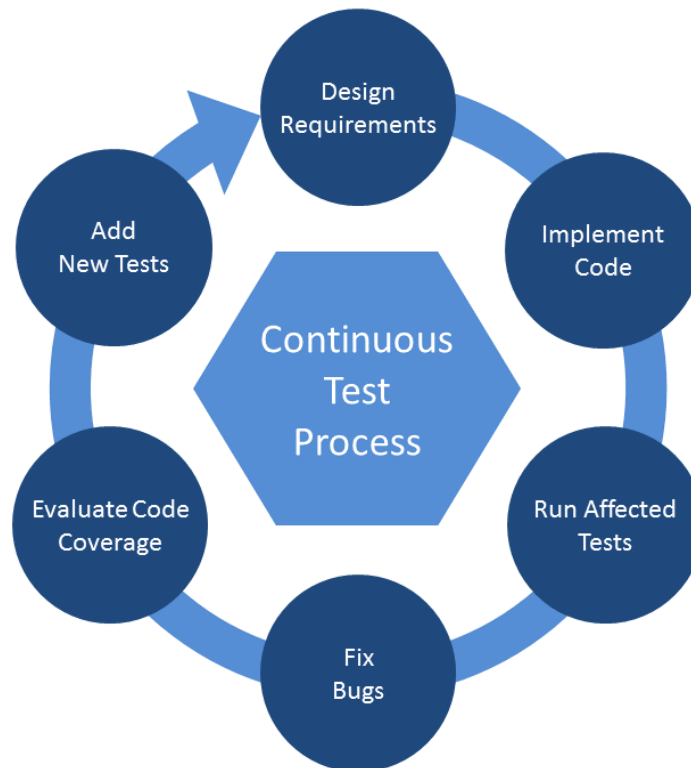 Design
Requirements
Implement
Code
Run Affected
Tests
Fix
Bugs
Evaluate Code
Coverage
Add
New Tests
Continuous
Test
Process